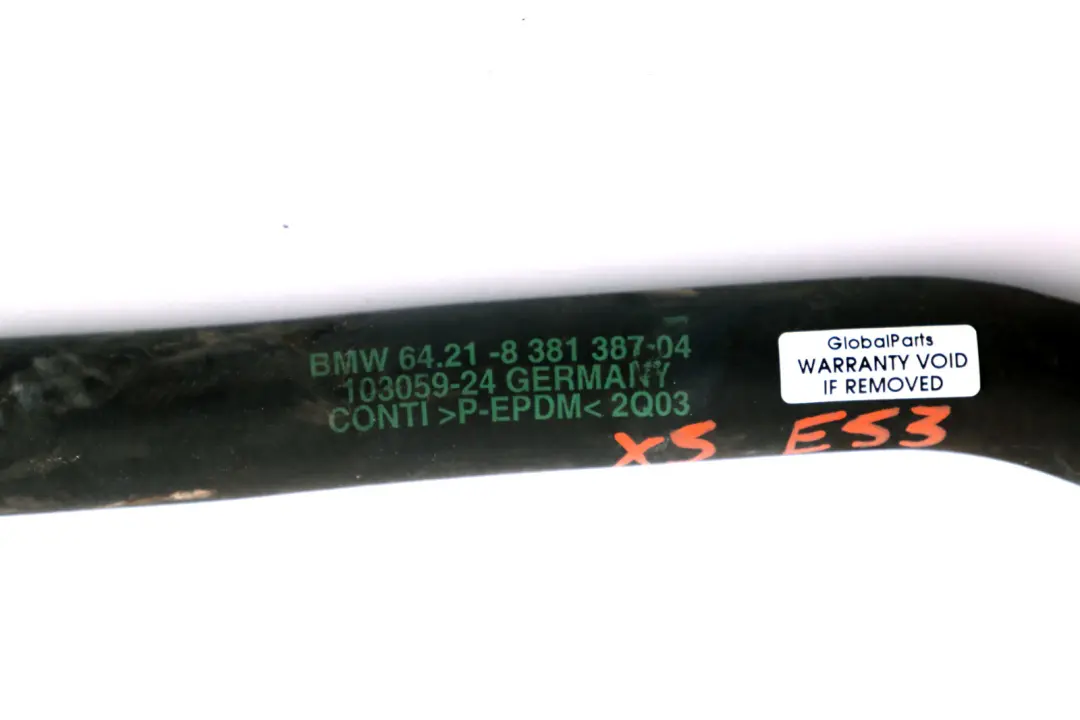 BMW 64.21 -8 381 387-04
103059-24 GERMANY
CONTI >P-EPDM< 2Q03
GlobalParts
WARRANTY VOID
IF REMOVED
X5 E53